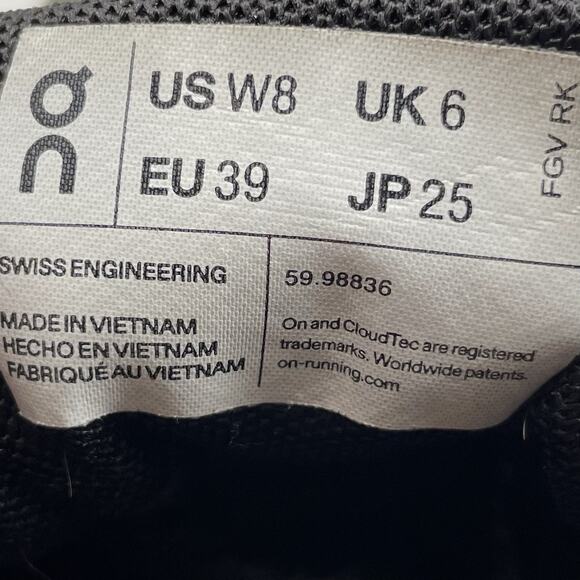 on
US W8 UK 6
EU 39 JP 25
FGV RK
SWISS ENGINEERING
59.98836
MADE IN VIETNAM
HECHO EN VIETNAM
FABRIQUÉ AU VIETNAM
On and CloudTec are registered
trademarks. Worldwide patents.
on-running.com